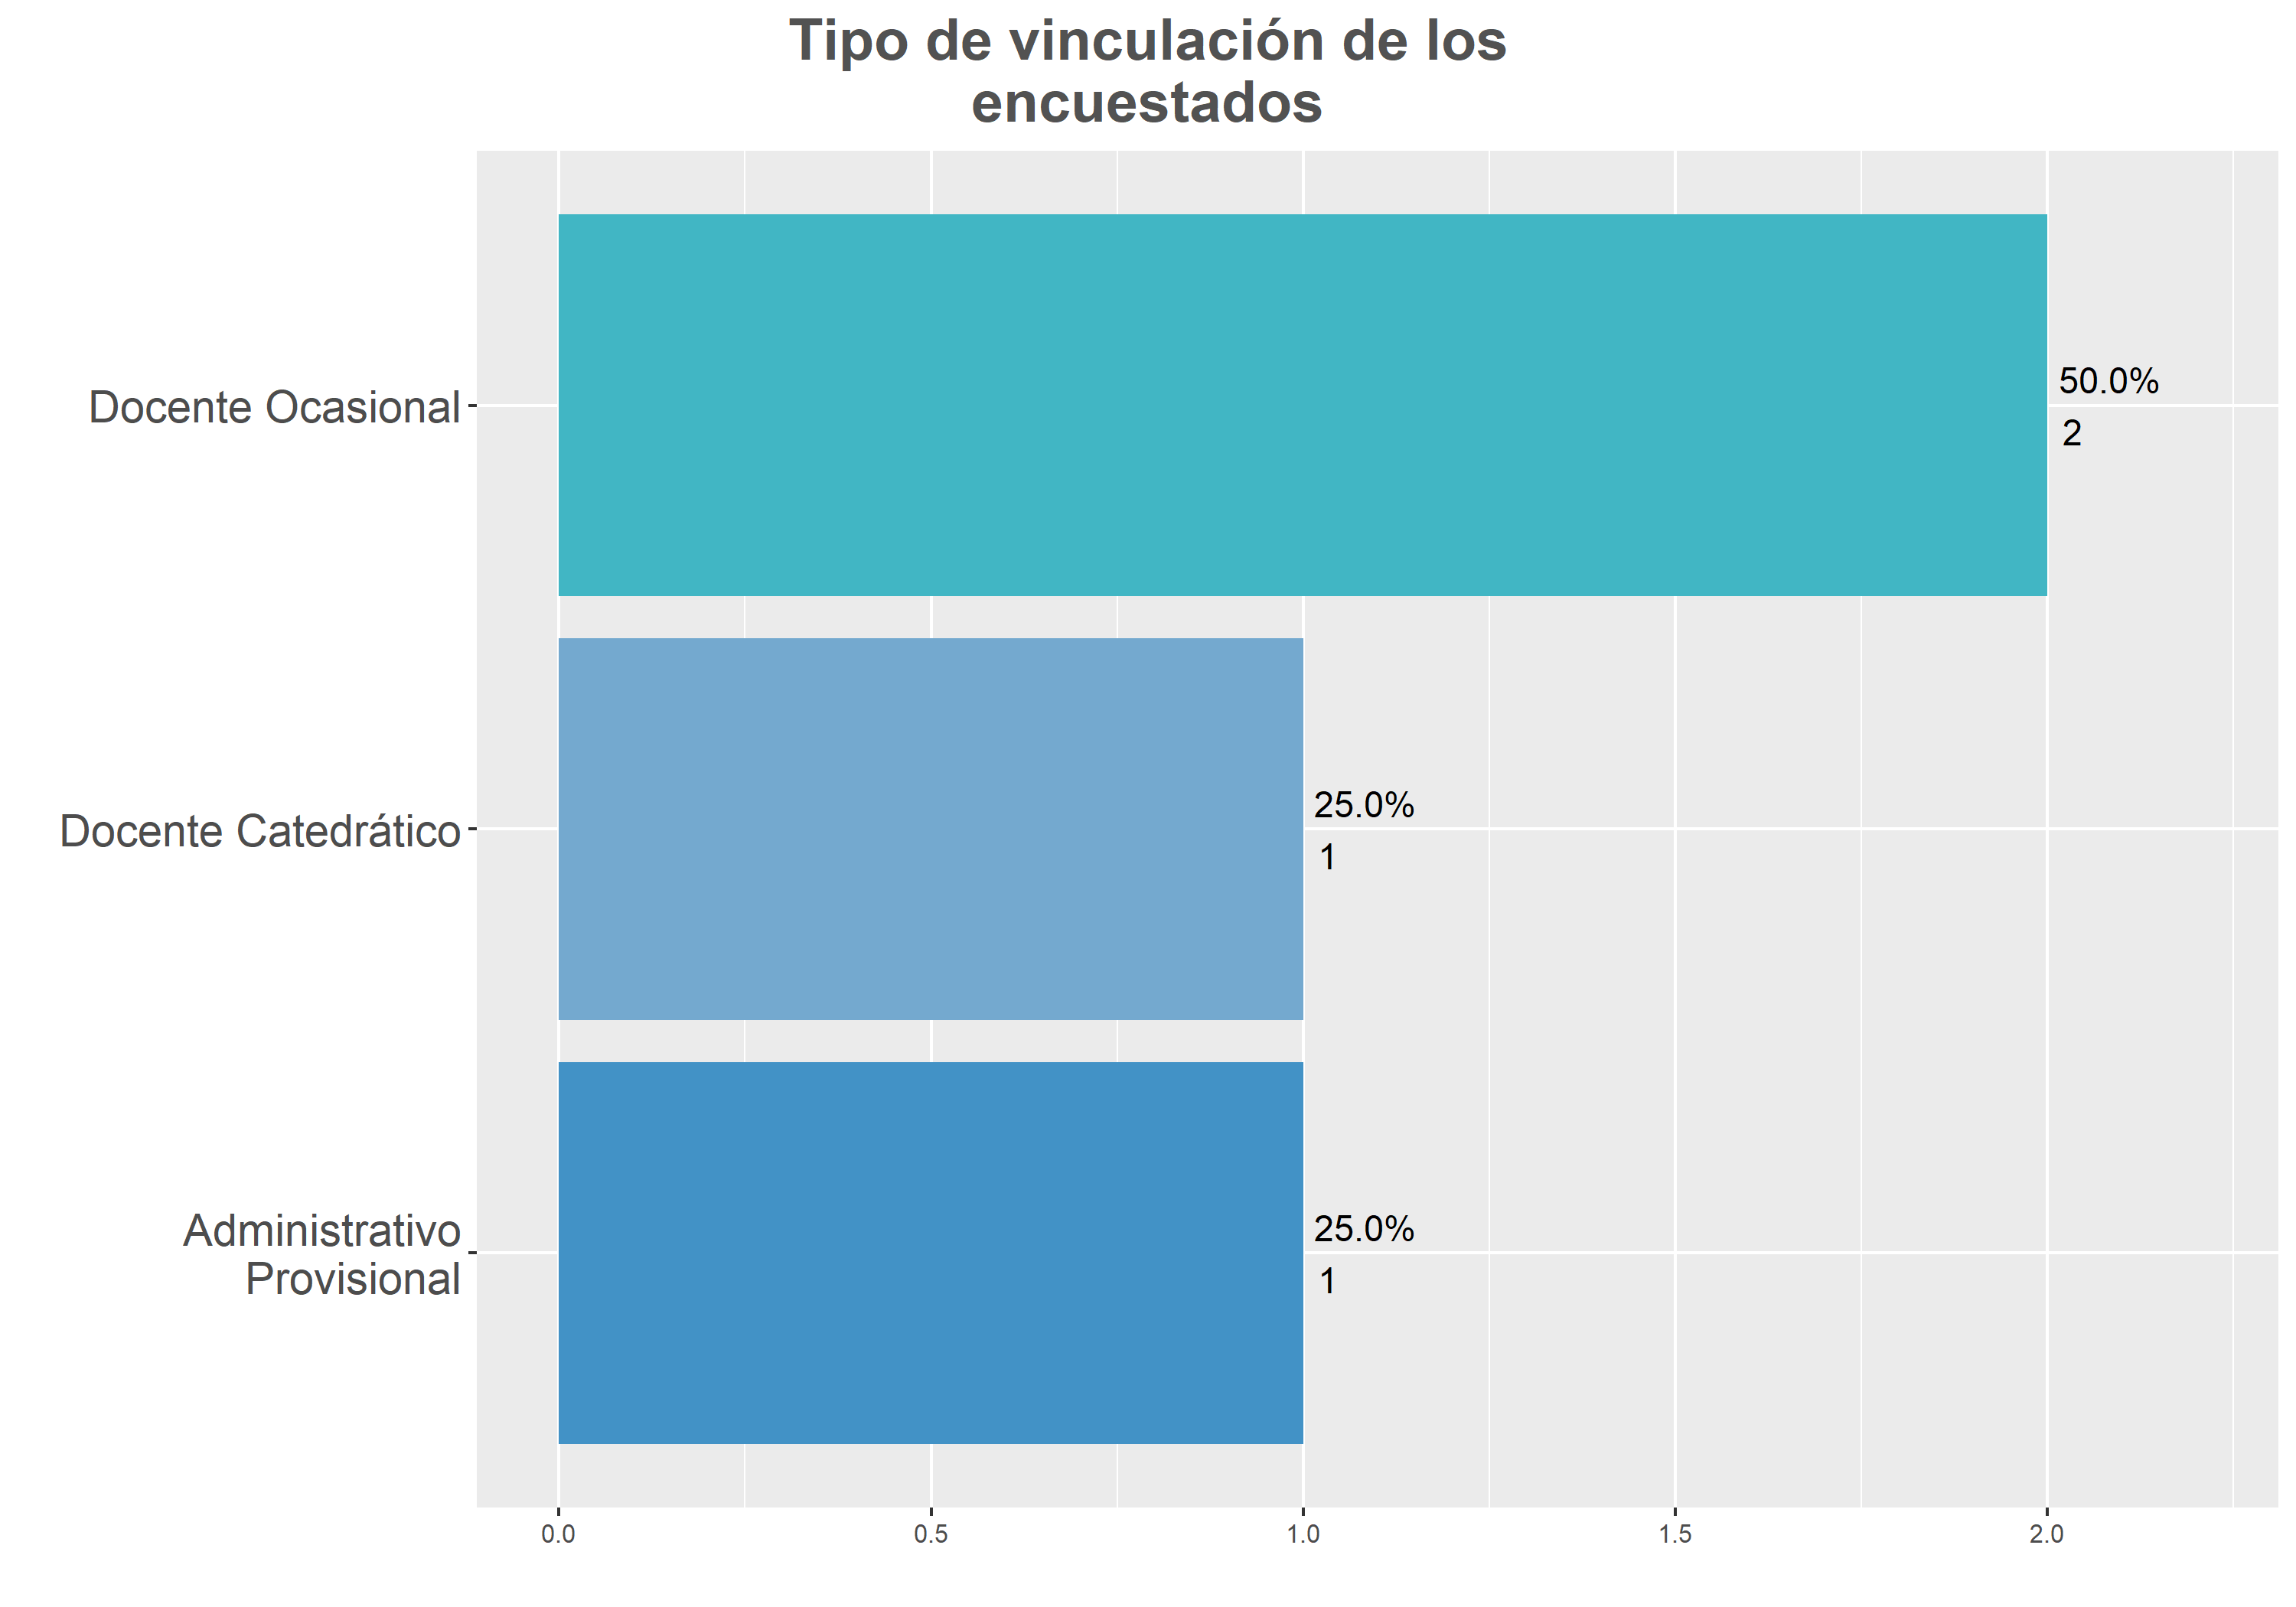 Tipo de vinculación de los
encuestados
Docente Ocasional
50.0%
2
Docente Catedrático
25.0%
1
Administrativo
Provisional
25.0%
1
0.0 0.5 1.0 1.5 2.0